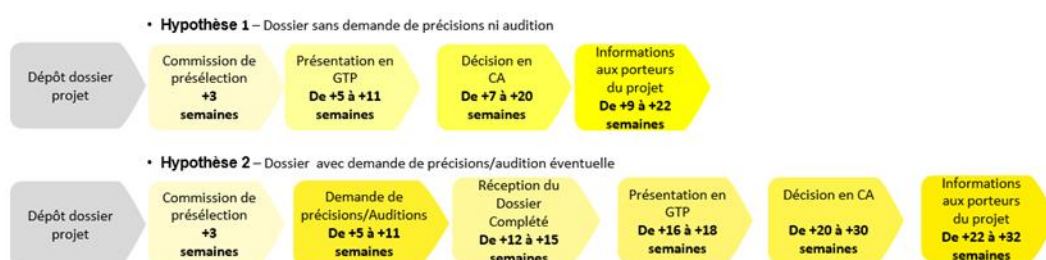 • Hypothèse 1 – Dossier sans demande de précisions ni audition
Dépôt dossier
projet
Commission de
présélection
+3
semaines
Présentation en
GTP
De +5 à +11
semaines
Décision en
CA
De +7 à +20
semaines
Informations
aux porteurs
du projet
De +9 à +22
semaines
• Hypothèse 2 – Dossier avec demande de précisions/audition éventuelle
Dépôt dossier
projet
Commission de
présélection
+3
semaines
Demande de
précisions/Auditions
De +5 à +11
semaines
Réception du
Dossier
Complété
De +12 à +15
semaines
Présentation en
GTP
De +16 à +18
semaines
Décision en CA
De +20 à +30
semaines
Informations
aux porteurs
du projet
De +22 à +32
semaines